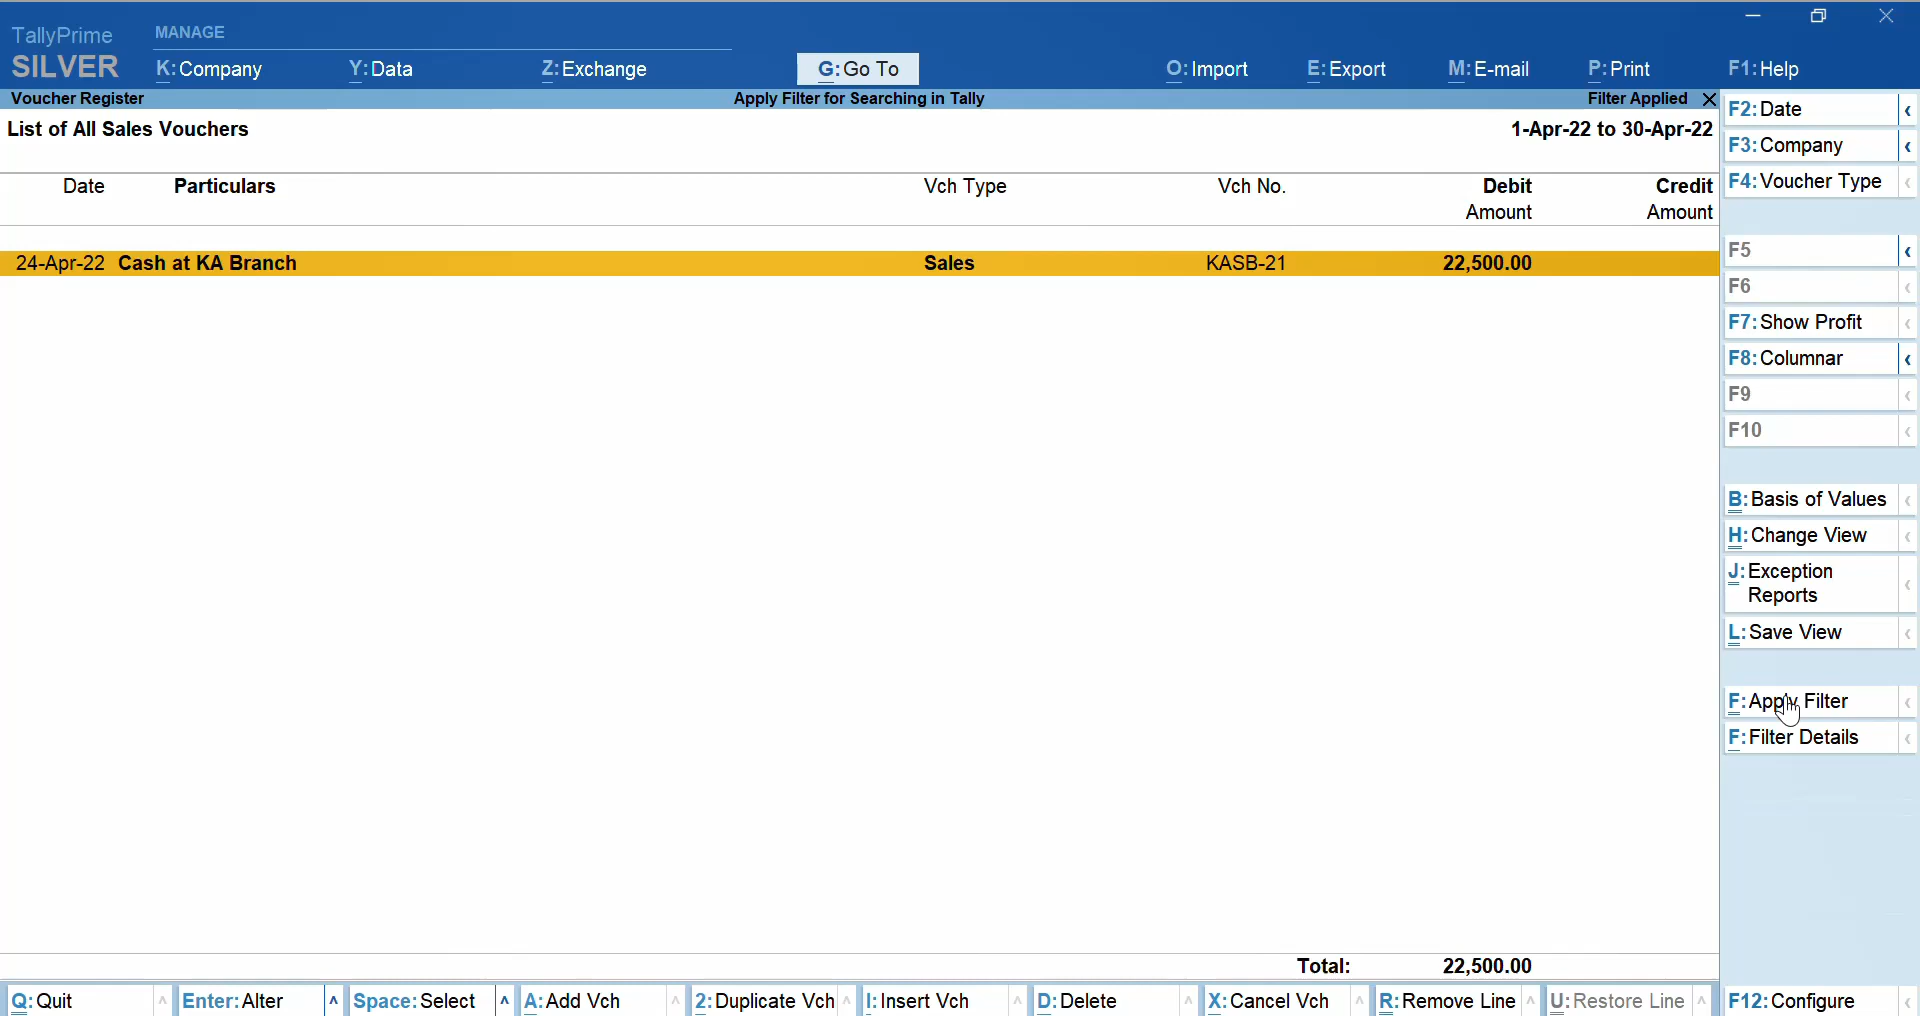 TallyPrime
SILVER
MANAGE
K:Company
Y:Data
Z:Exchange
G:Go To
O:Import
E:Export
M:E-mail
P:Print
F1:Help
Voucher Register
Apply Filter for Searching in Tally
Filter Applied
List of All Sales Vouchers
1-Apr-22 to 30-Apr-22
Date Particulars Vch Type Vch No. Debit Credit
Amount Amount
24-Apr-22 Cash at KA Branch Sales KASB-21 22,500.00
Total: 22,500.00
F2:Date
F3:Company
F4:Voucher Type
F5
F6
F7:Show Profit
F8:Columnar
F9
F10
B:Basis of Values
H:Change View
J:Exception
Reports
L:Save View
F:Apply Filter
F:Filter Details
Q:Quit
Enter:Alter
Space:Select
A:Add Vch
2:Duplicate Vch
I:Insert Vch
D:Delete
X:Cancel Vch
R:Remove Line
U:Restore Line
F12:Configure